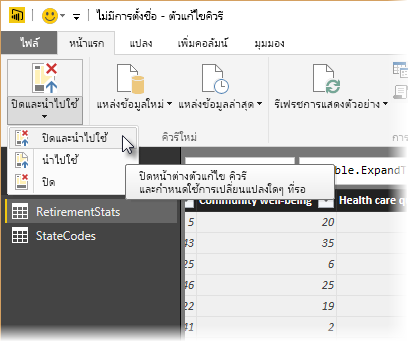 ไม่มีการตั้งชื่อ - ตัวแก้ไขคิวรี
ไฟล์ หน้าแรก แปลง เพิ่มคอลัมน์ มุมมอง
ปิดและนำไปใช้ แหล่งข้อมูลใหม่ แหล่งข้อมูลล่าสุด รีเฟรชการแสดงตัวอย่าง
คิวรีใหม่
ปิดและนำไปใช้
นำไปใช้
ปิด
ปิดหน้าต่างตัวแก้ไข คิวรี
และกำหนดใช้การเปลี่ยนแปลงใดๆ ที่รอ
ble.ExpandT
Community well-being Health care q
RetirementStats
StateCodes
5 20
43 35
25 6
46 25
22 19
41 2